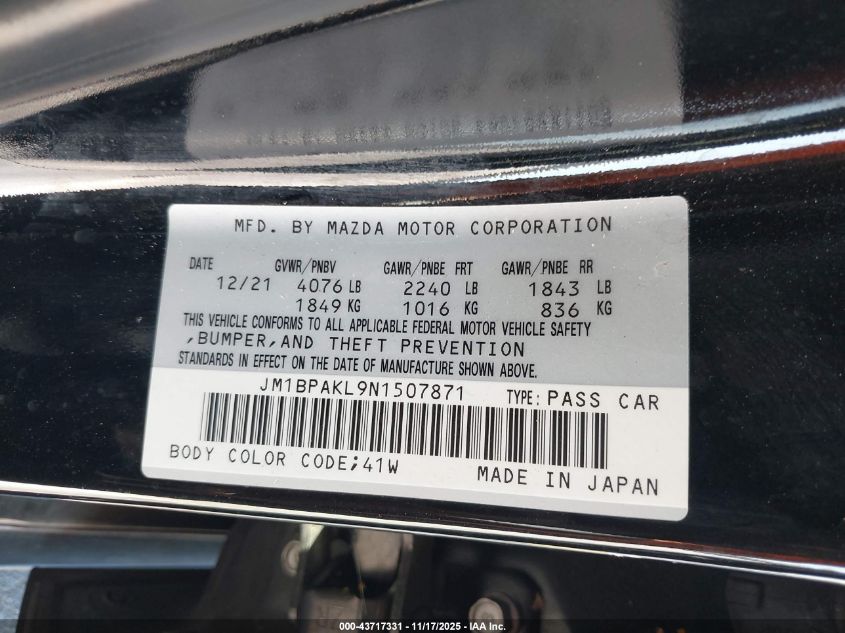 MFD. BY MAZDA MOTOR CORPORATION
DATE GVWR/PNBV GAWR/PNBE FRT GAWR/PNBE RR
12/21 4076 LB 2240 LB 1843 LB
1849 KG 1016 KG 836 KG
THIS VEHICLE CONFORMS TO ALL APPLICABLE FEDERAL MOTOR VEHICLE SAFETY
,BUMPER,AND THEFT PREVENTION
STANDARDS IN EFFECT ON THE DATE OF MANUFACTURE SHOWN ABOVE.
JM1BPAKL9N1507871 TYPE: PASS CAR
BODY COLOR CODE;41W MADE IN JAPAN
000-43717331 - 11/17/2025 - IAA Inc.